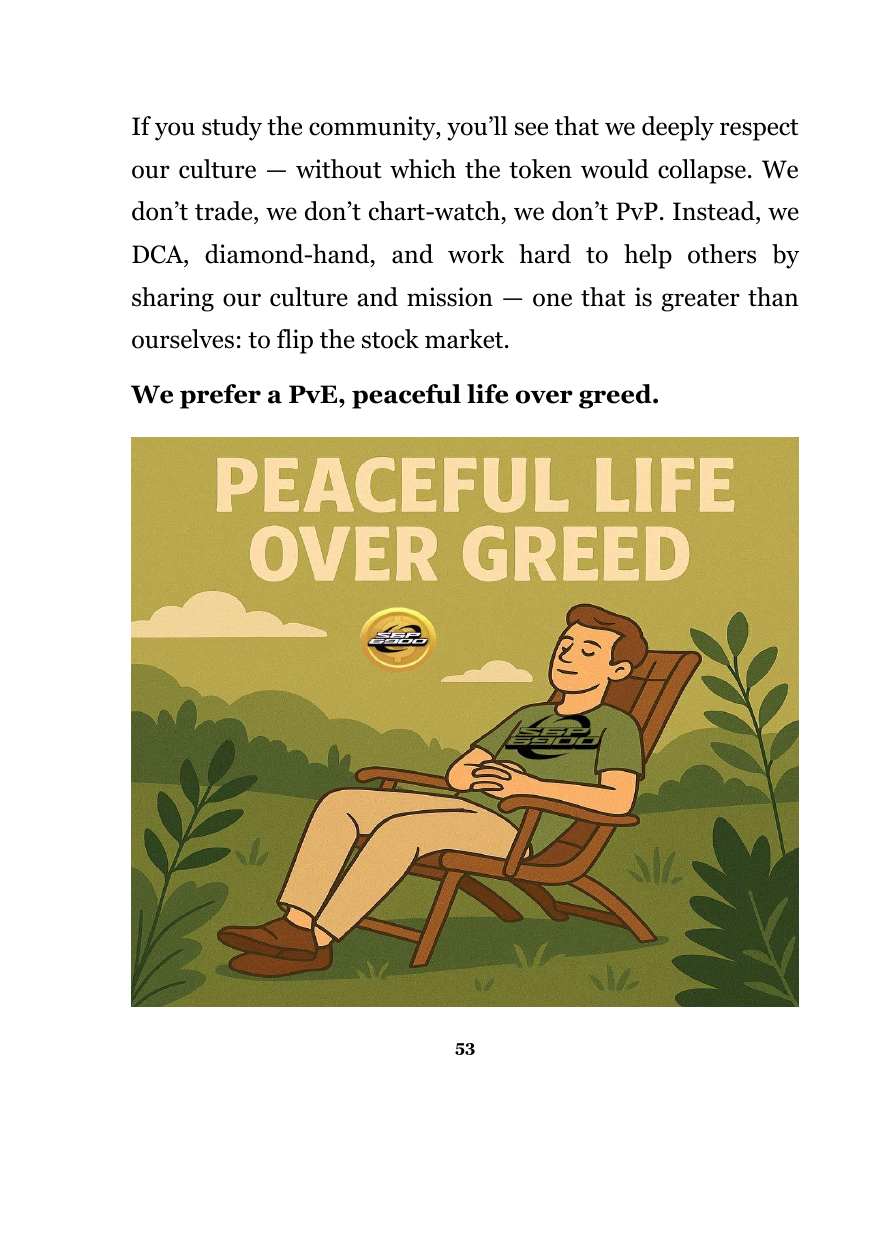 If you study the community, you’ll see that we deeply respect
our culture — without which the token would collapse. We
don’t trade, we don’t chart-watch, we don’t PvP. Instead, we
DCA, diamond-hand, and work hard to help others by
sharing our culture and mission — one that is greater than
ourselves: to flip the stock market.
We prefer a PvE, peaceful life over greed.
PEACEFUL LIFE
OVER GREED
S&P
6900
S&P
6900
53